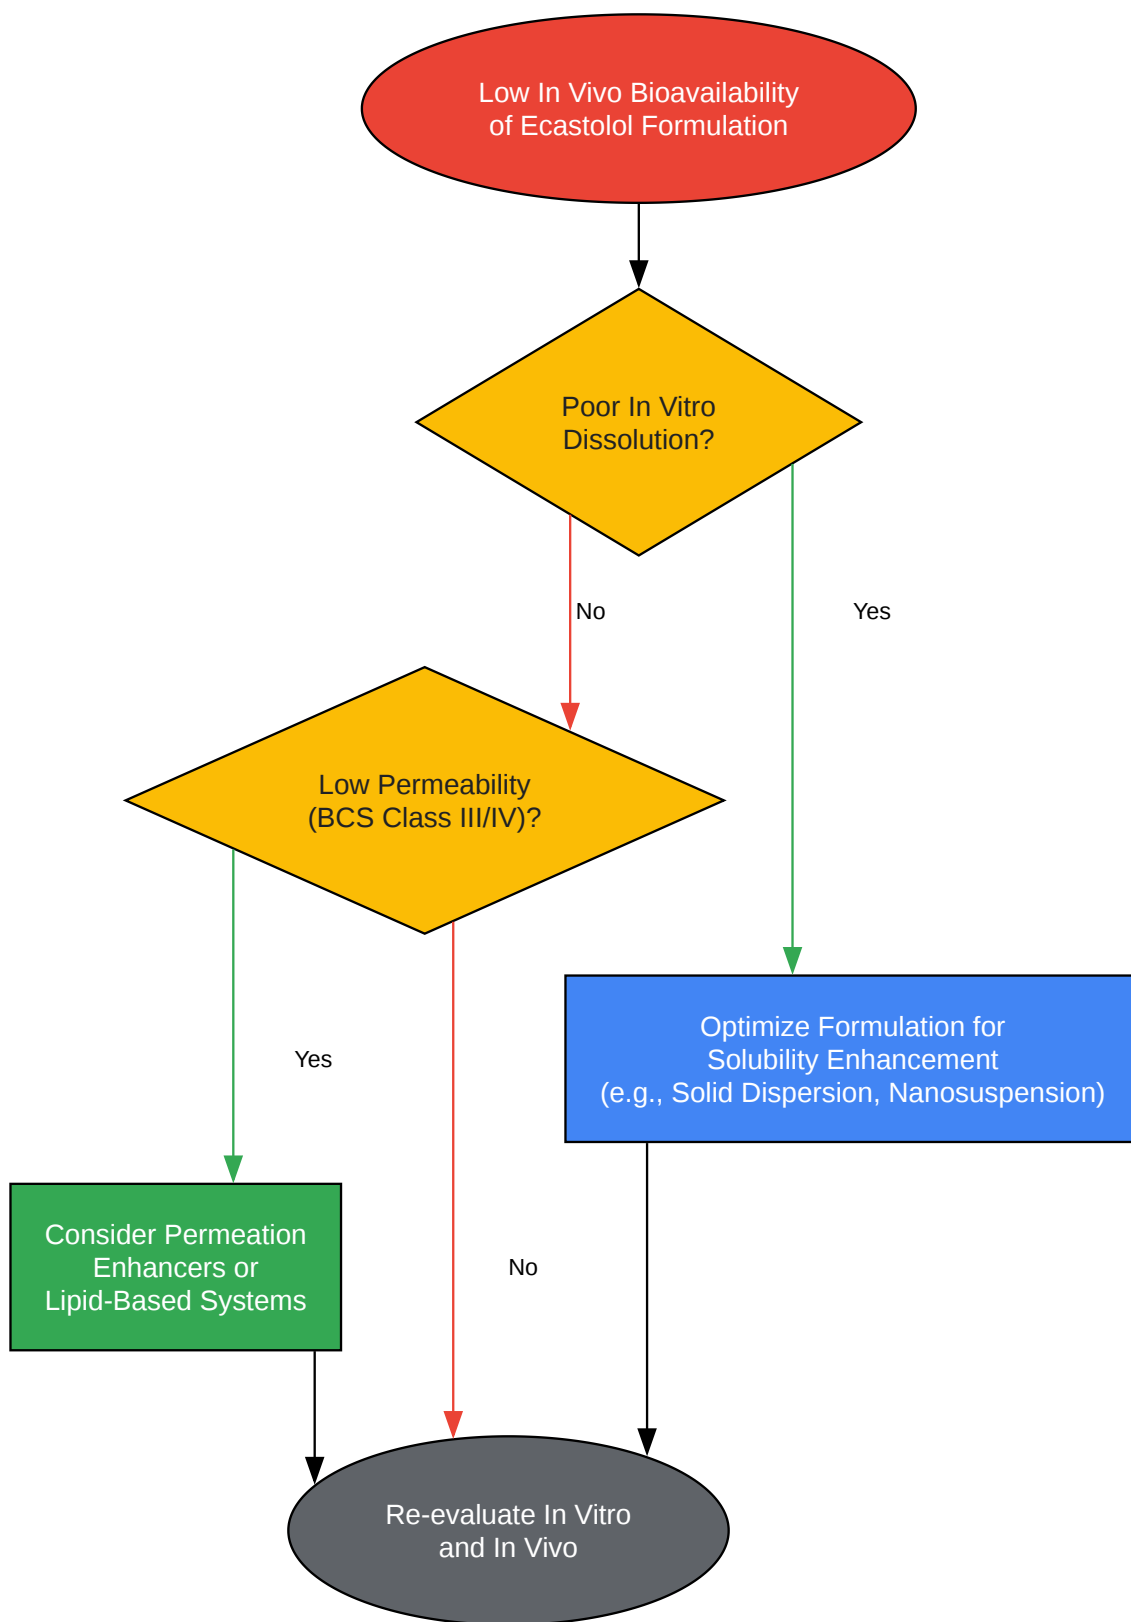 Low In Vivo Bioavailability
of Ecastolol Formulation
Poor In Vitro
Dissolution?
No
Yes
Low Permeability
(BCS Class III/IV)?
Optimize Formulation for
Solubility Enhancement
(e.g., Solid Dispersion, Nanosuspension)
Yes
Consider Permeation
Enhancers or
Lipid-Based Systems
No
Re-evaluate In Vitro
and In Vivo